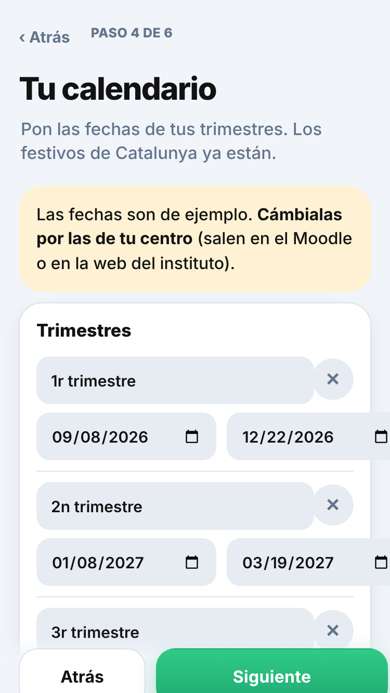 ‹ Atrás PASO 4 DE 6
Tu calendario
Pon las fechas de tus trimestres. Los
festivos de Catalunya ya están.
Las fechas son de ejemplo. Cámbialas
por las de tu centro (salen en el Moodle
o en la web del instituto).
Trimestres
1r trimestre ✕
09/08/2026 12/22/2026
2n trimestre ✕
01/08/2027 03/19/2027
3r trimestre ✕
Atrás Siguiente